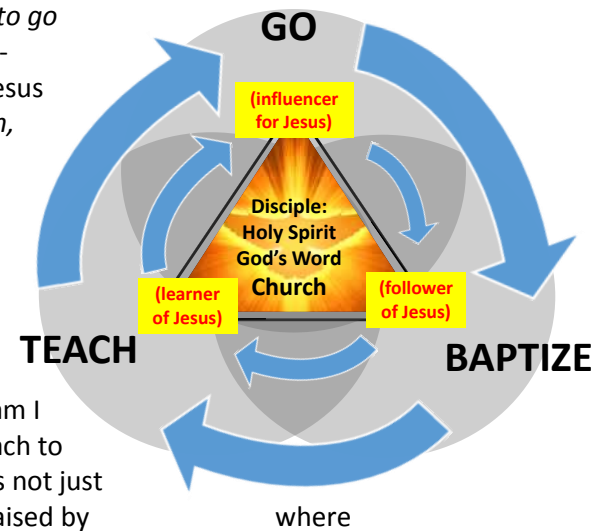 to go
-
esus
n,
GO
(influencer
for Jesus)
Disciple:
Holy Spirit
God's Word
Church
(learner
of Jesus)
(follower
of Jesus)
TEACH
BAPTIZE
am I
ach to
s not just
aised by
where